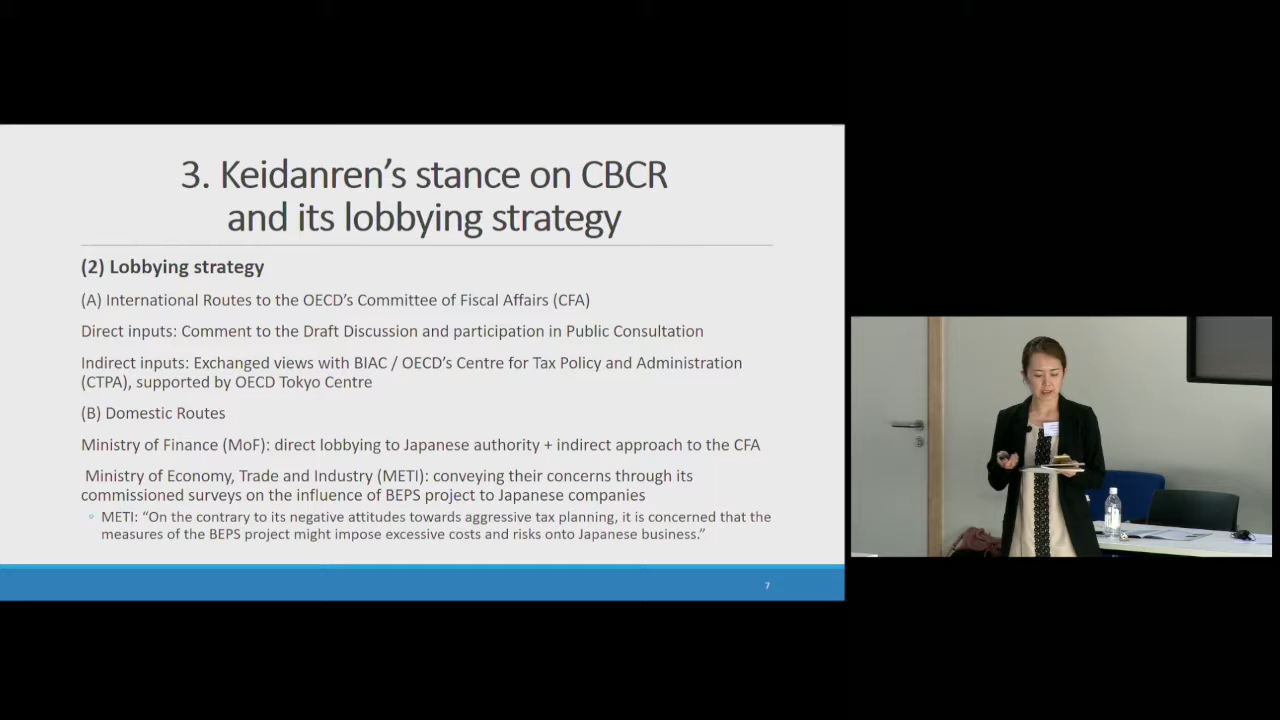 3. Keidanren's stance on CBCR
and its lobbying strategy
(2) Lobbying strategy
(A) International Routes to the OECD's Committee of Fiscal Affairs (CFA)
Direct inputs: Comment to the Draft Discussion and participation in Public Consultation
Indirect inputs: Exchanged views with BIAC / OECD's Centre for Tax Policy and Administration
(CTPA), supported by OECD Tokyo Centre
(B) Domestic Routes
Ministry of Finance (MoF): direct lobbying to Japanese authority + indirect approach to the CFA
Ministry of Economy, Trade and Industry (METI): conveying their concerns through its
commissioned surveys on the influence of BEPS project to Japanese companies
◦ METI: “On the contrary to its negative attitudes towards aggressive tax planning, it is concerned that the
measures of the BEPS project might impose excessive costs and risks onto Japanese business.”
7